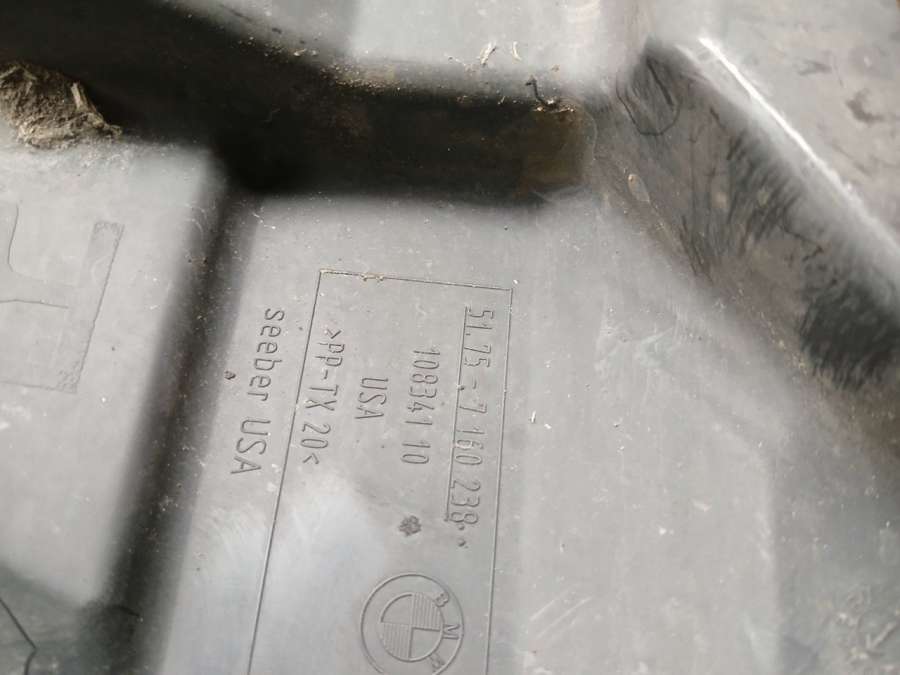 51.75-7 160 238
10834110
USA
>PP-TX 20<
seeber USA
BMW